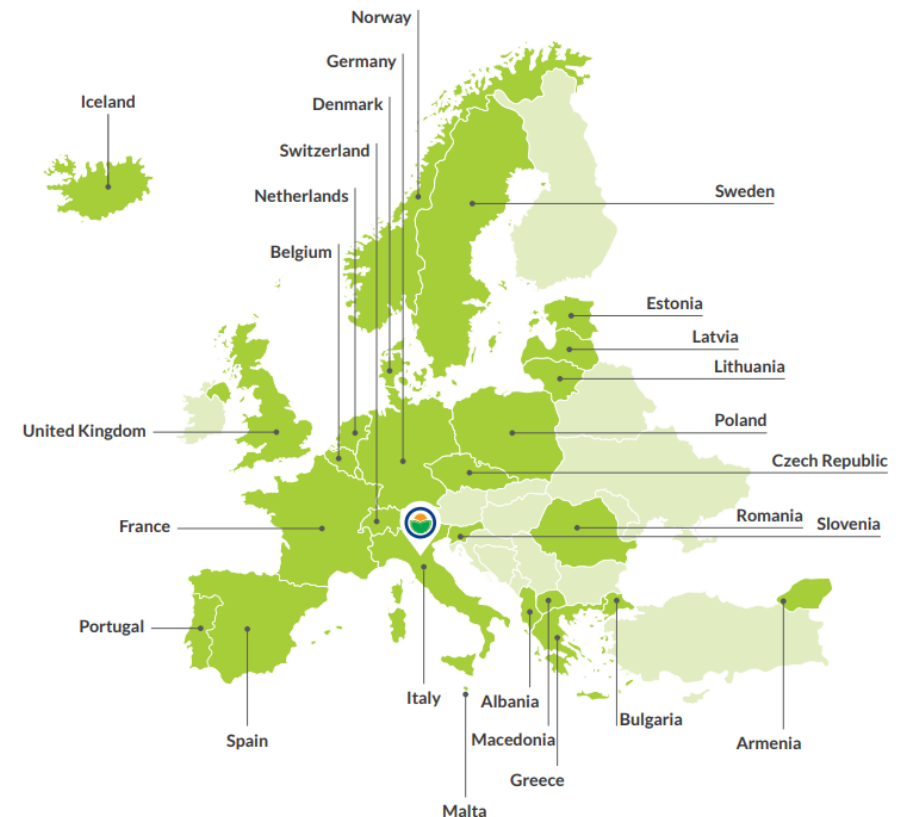 Norway
Germany
Iceland
Denmark
Switzerland
Sweden
Netherlands
Belgium
Estonia
Latvia
Lithuania
Poland
United Kingdom
Czech Republic
Romania
Slovenia
France
Portugal
Italy
Albania
Bulgaria
Spain
Macedonia
Armenia
Greece
Malta